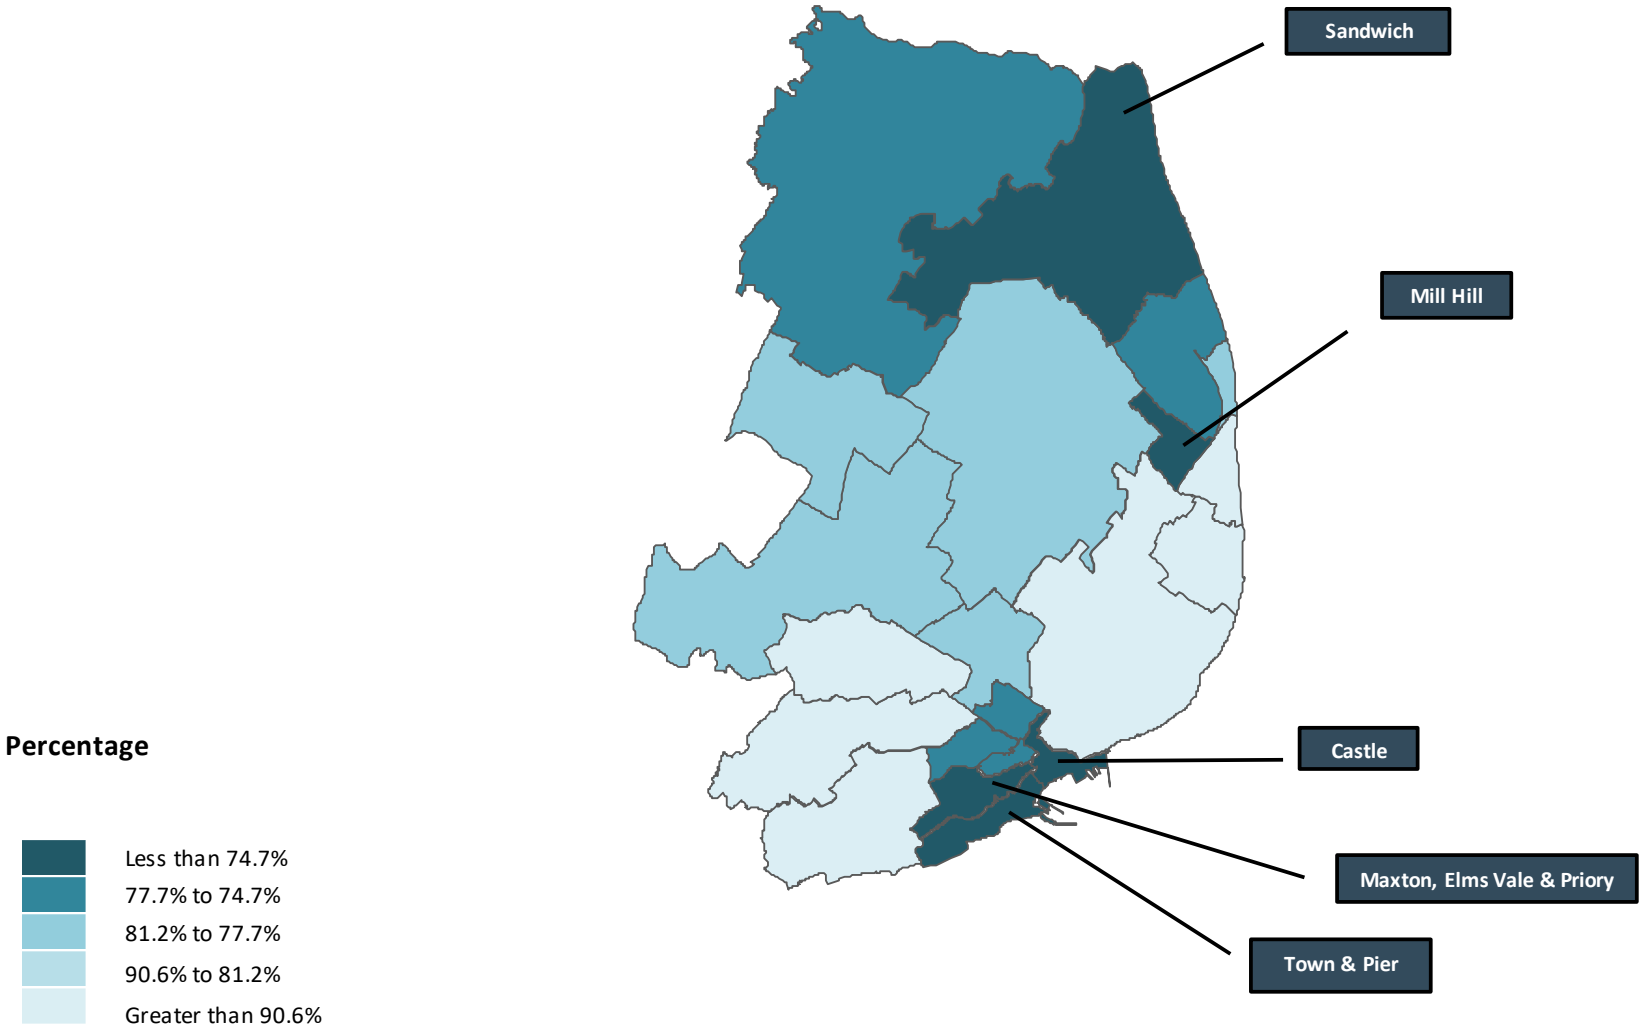 Sandwich
Mill Hill
Castle
Maxton, Elms Vale & Priory
Town & Pier
Percentage
Less than 74.7%
77.7% to 74.7%
81.2% to 77.7%
90.6% to 81.2%
Greater than 90.6%